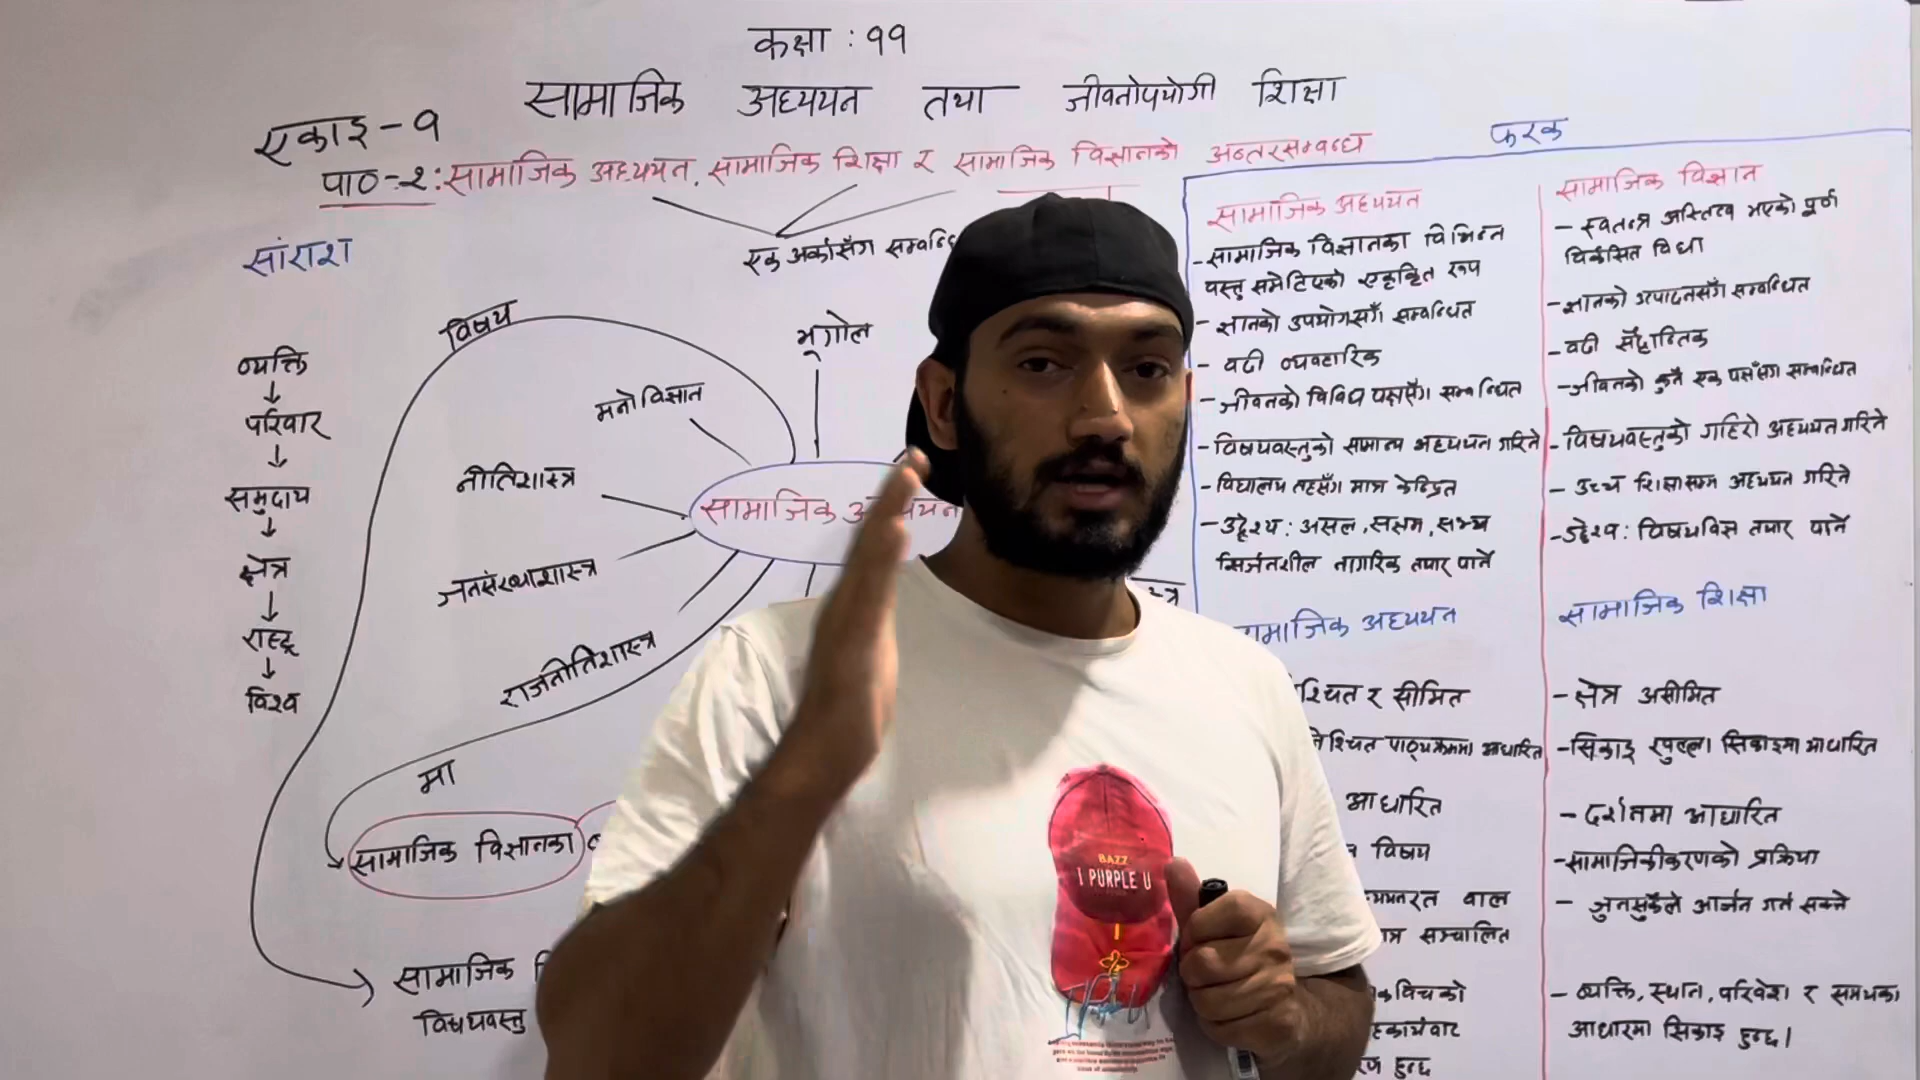 कक्षा : ११
सामाजिक अध्ययन तथा जीवनोपयोगी शिक्षा
एकाइ - १
पाठ-२: सामाजिक अध्ययन, सामाजिक शिक्षा र सामाजिक विज्ञानको अन्तरसम्बन्ध
सांराश
एक अर्कासँग
व्यक्ति
↓
परिवार
↓
समुदाय
↓
क्षेत्र
↓
राष्ट्र
↓
विश्व
विषय
भूगोल
मनोविज्ञान
नीतिशास्त्र
सामाजिक
जनसंख्याशास्त्र
राजनीतिशास्त्र
मा
सामाजिक विज्ञानका
सामाजिक
विषयवस्तु
फरक
सामाजिक अध्ययन
- सामाजिक विज्ञानका विभिन्न
वस्तु समेटिएको एकीकृत रूप
- ज्ञानको उपयोगसँग सम्बन्धित
- बढी व्यवहारिक
- जीवनको विविध पक्षसँग सम्बन्धित
- विषयवस्तुको सामान्य अध्ययन गरिने
- विद्यालय तहसँग मात्र केन्द्रित
- उद्देश्य : असल, सक्षम, सभ्य
सिर्जनशील नागरिक तयार पार्ने
सामाजिक विज्ञान
- स्वतन्त्र अस्तित्व भएको पूर्ण
विकसित विधा
- ज्ञानको उत्पादनसँग सम्बन्धित
- बढी सैद्दान्तिक
- जीवनको कुनै एक पक्षसँग सम्बन्धित
- विषयवस्तुको गहिरो अध्ययन गरिने
- उच्च शिक्षासम्म अध्ययन गरिने
- उद्देश्य : विषयविज्ञ तयार पार्ने
अध्ययन
र सीमित
पाठ्यक्रममा आधारित
आधारित
विषय
बाल
सञ्चालित
हुन्छ
सामाजिक शिक्षा
- क्षेत्र असीमित
- सिकाइ
आधारित
- दर्शनमा आधारित
- सामाजिकीकरणको प्रक्रिया
- जुनसुकैले आर्जन गर्न सक्ने
- व्यक्ति, स्थान, परिवेश र समयका
आधारमा सिकाइ हुन्छ।
BAZZ
I PURPLE U